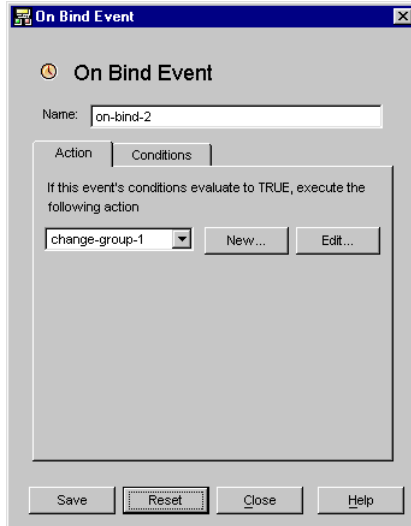 On Bind Event
On Bind Event
Name: on-bind-2
Action Conditions
If this event's conditions evaluate to TRUE, execute the
following action
change-group-1 New... Edit...
Save Reset Close Help